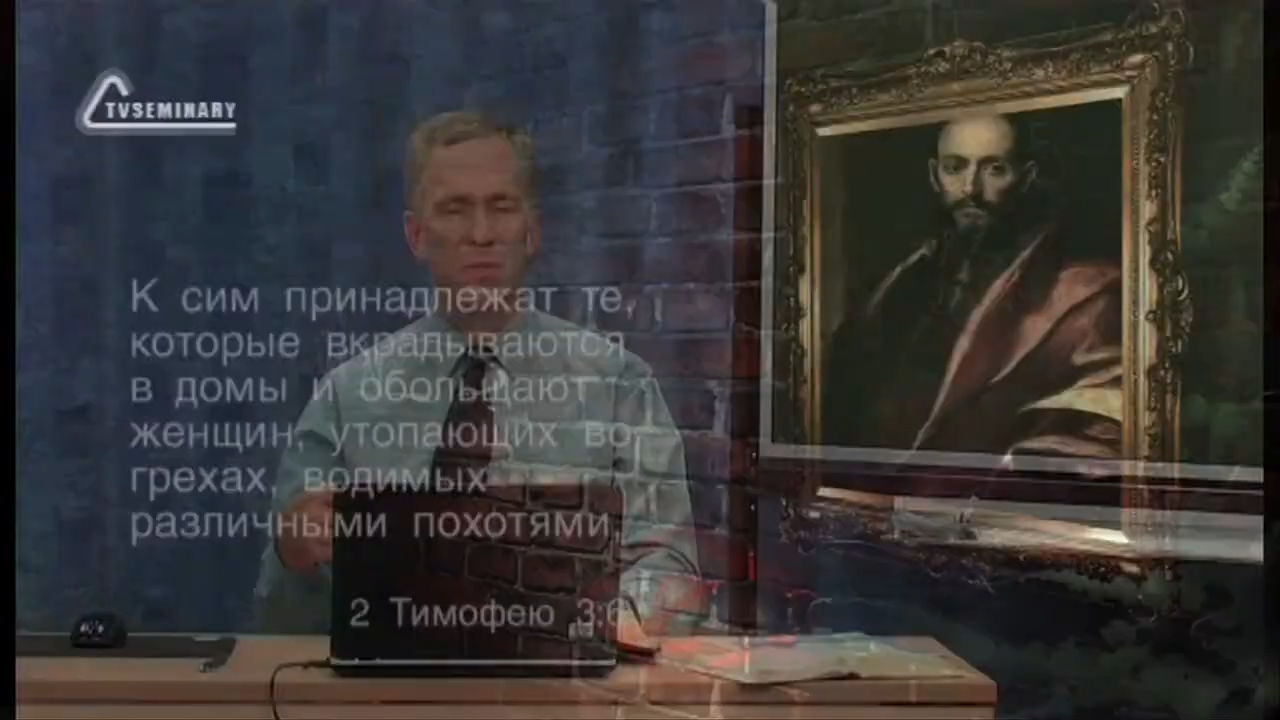 TVSEMINARY
К сим принадлежат те,
которые вкрадываются
в домы и обольщают
женщин, утопающих во
грехах, водимых
различными похотями
2 Тимофею 3:6